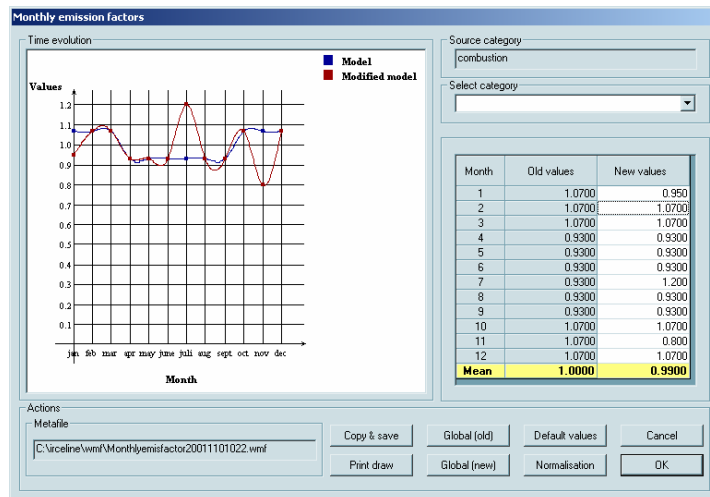 Monthly emission factors
Time evolution
Model
Modified model
Values
1.2
1.1
1.0
0.9
0.8
0.7
0.6
0.5
0.4
0.3
0.2
0.1
jan feb mar apr may june juli aug sept oct nov dec
Month
Source category
combustion
Select category
Month Old values New values
1 1.0700 0.950
2 1.0700 1.0700
3 1.0700 1.0700
4 0.9300 0.9300
5 0.9300 0.9300
6 0.9300 0.9300
7 0.9300 1.200
8 0.9300 0.9300
9 0.9300 0.9300
10 1.0700 1.0700
11 1.0700 0.800
12 1.0700 1.0700
Mean 1.0000 0.9900
Actions
Metafile
C:\irceline\wmf\Monthlyemisfactor20011101022.wmf
Copy & save Global (old) Default values Cancel
Print draw Global (new) Normalisation OK